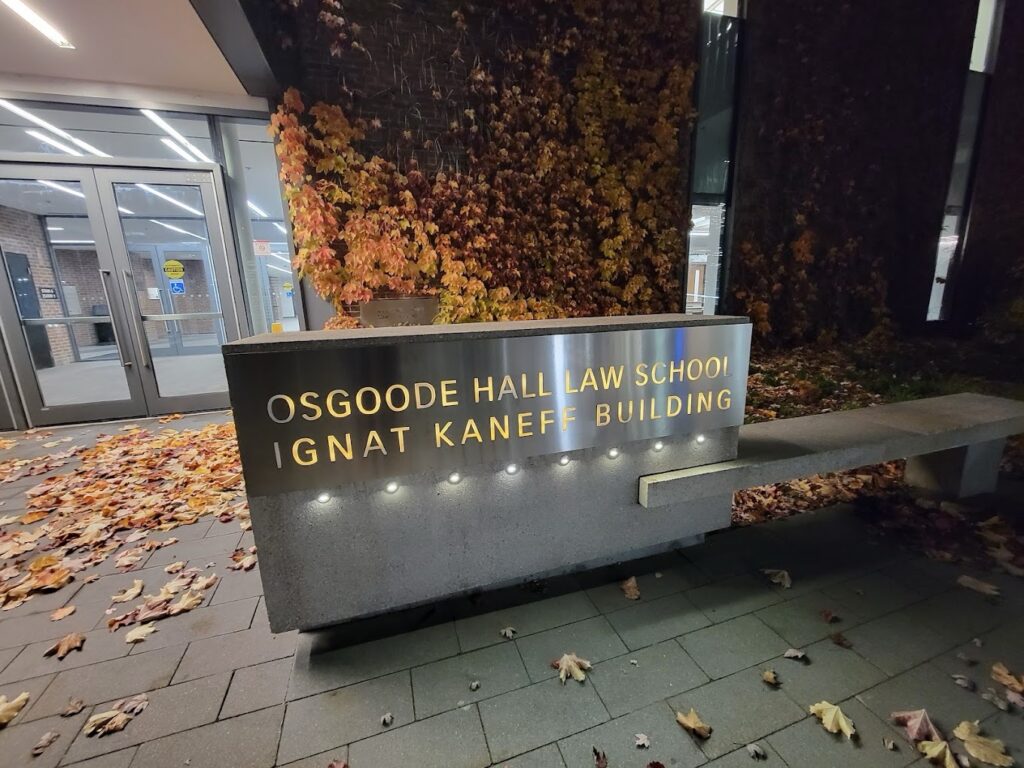 OSGOODE HALL LAW SCHOOL
IGNAT KANEFF BUILDING